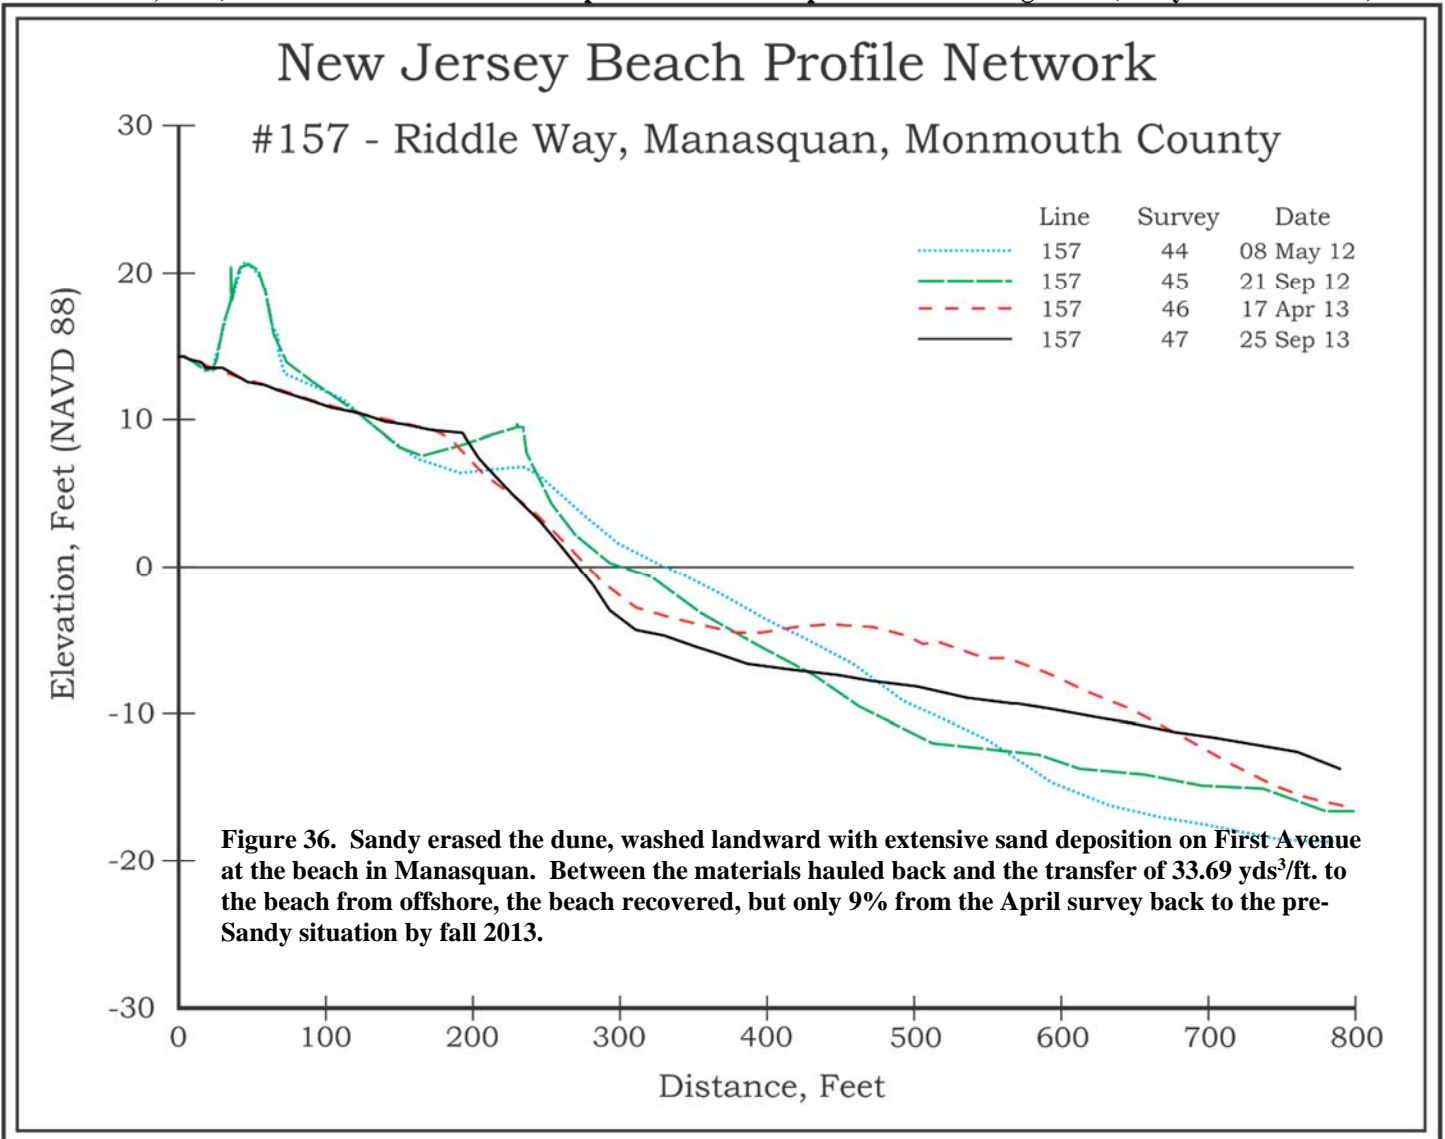 New Jersey Beach Profile Network
#157 - Riddle Way, Manasquan, Monmouth County
Line Survey Date
157 44 08 May 12
157 45 21 Sep 12
157 46 17 Apr 13
157 47 25 Sep 13
Elevation, Feet (NAVD 88)
30
20
10
0
-10
-20
-30
Figure 36. Sandy erased the dune, washed landward with extensive sand deposition on First Avenue
at the beach in Manasquan. Between the materials hauled back and the transfer of 33.69 yds³/ft. to
the beach from offshore, the beach recovered, but only 9% from the April survey back to the pre-
Sandy situation by fall 2013.
0 100 200 300 400 500 600 700 800
Distance, Feet